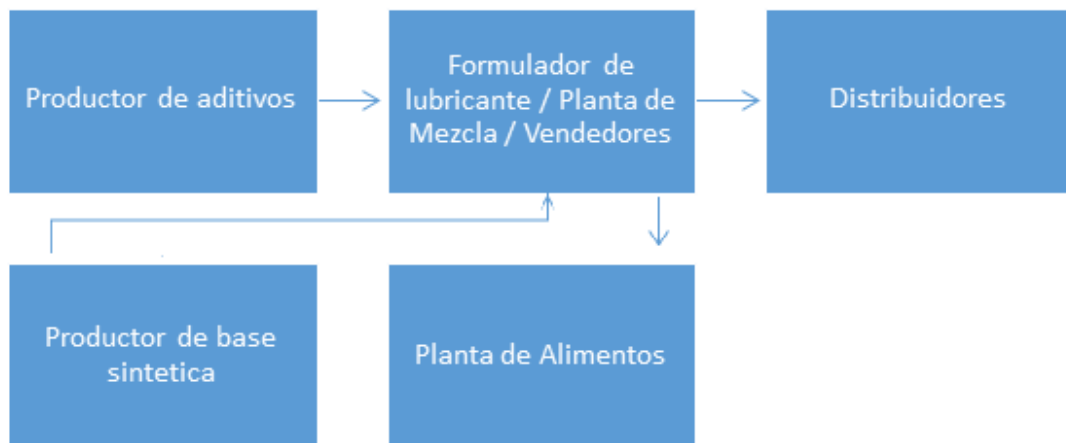 Productor de aditivos
Formulador de
lubricante / Planta de
Mezcla / Vendedores
Distribuidores
Productor de base
sintetica
Planta de Alimentos